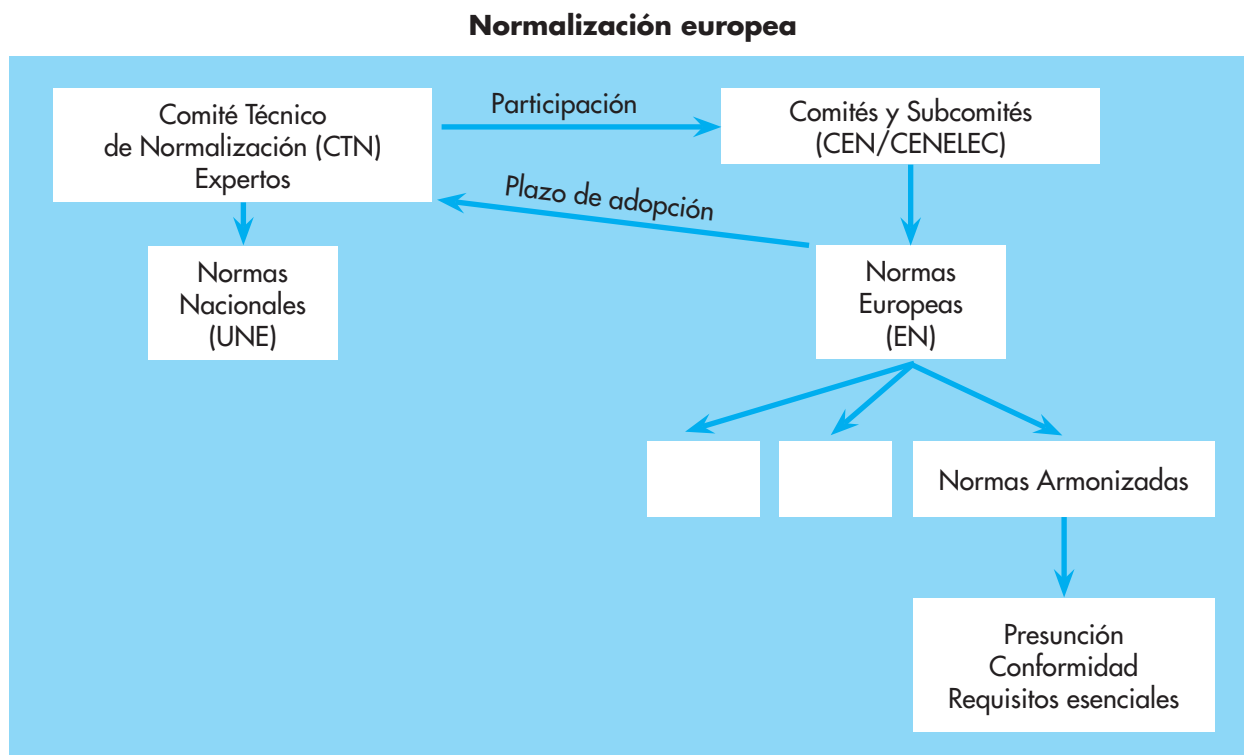 Normalización europea
Comité Técnico
de Normalización (CTN)
Expertos
Participación
Comités y Subcomités
(CEN/CENELEC)
Plazo de adopción
Normas
Nacionales
(UNE)
Normas
Europeas
(EN)
Normas Armonizadas
Presunción
Conformidad
Requisitos esenciales